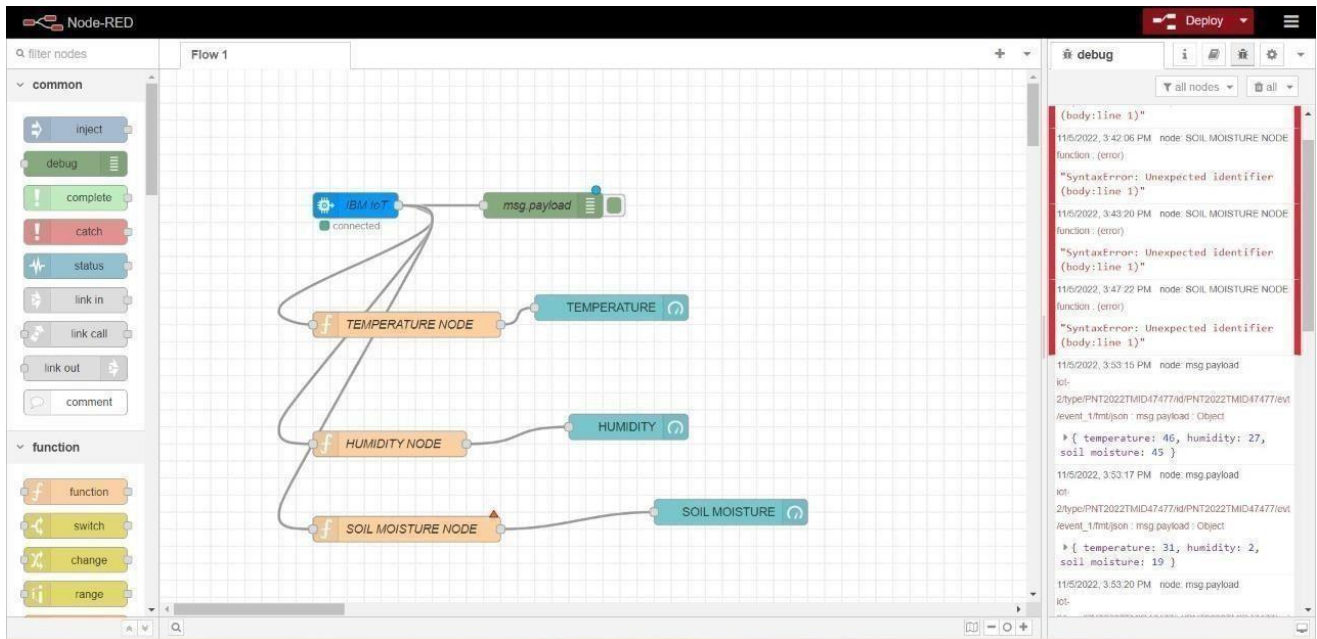 Node-RED
Deploy
filter nodes
Flow 1
debug
i
all nodes
all
common
inject
debug
complete
catch
status
link in
link call
link out
comment
function
function
switch
change
range
IBM IoT
connected
msg.payload
TEMPERATURE NODE
TEMPERATURE
HUMIDITY NODE
HUMIDITY
SOIL MOISTURE NODE
SOIL MOISTURE
(body:line 1)"
11/5/2022, 3:42:06 PM node: SOIL MOISTURE NODE
function : (error)
"SyntaxError: Unexpected identifier
(body:line 1)"
11/5/2022, 3:43:20 PM node: SOIL MOISTURE NODE
function : (error)
"SyntaxError: Unexpected identifier
(body:line 1)"
11/5/2022, 3:47:22 PM node: SOIL MOISTURE NODE
function : (error)
"SyntaxError: Unexpected identifier
(body:line 1)"
11/5/2022, 3:53:15 PM node: msg.payload
iot-
2/type/PNT2022TMID47477/id/PNT2022TMID47477/evt
/event_1/fmt/json : msg.payload : Object
{ temperature: 46, humidity: 27,
soil moisture: 45 }
11/5/2022, 3:53:17 PM node: msg.payload
iot-
2/type/PNT2022TMID47477/id/PNT2022TMID47477/evt
/event_1/fmt/json : msg.payload : Object
{ temperature: 31, humidity: 2,
soil moisture: 19 }
11/5/2022, 3:53:20 PM node: msg.payload
iot-